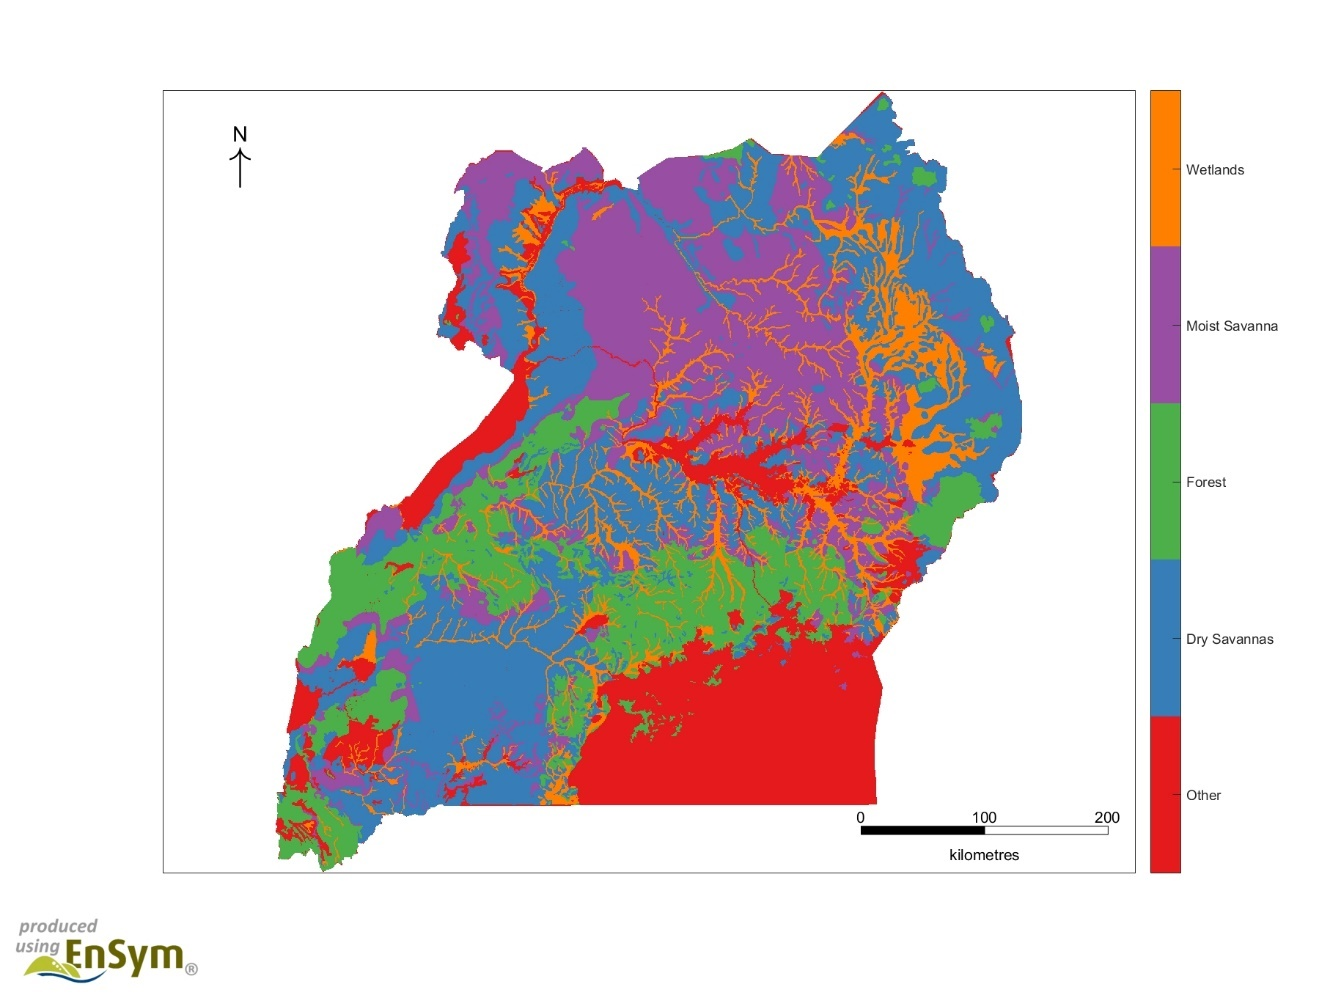 N
Wetlands
Moist Savanna
Forest
Dry Savannas
Other
0 100 200
kilometres
produced
using EnSym®